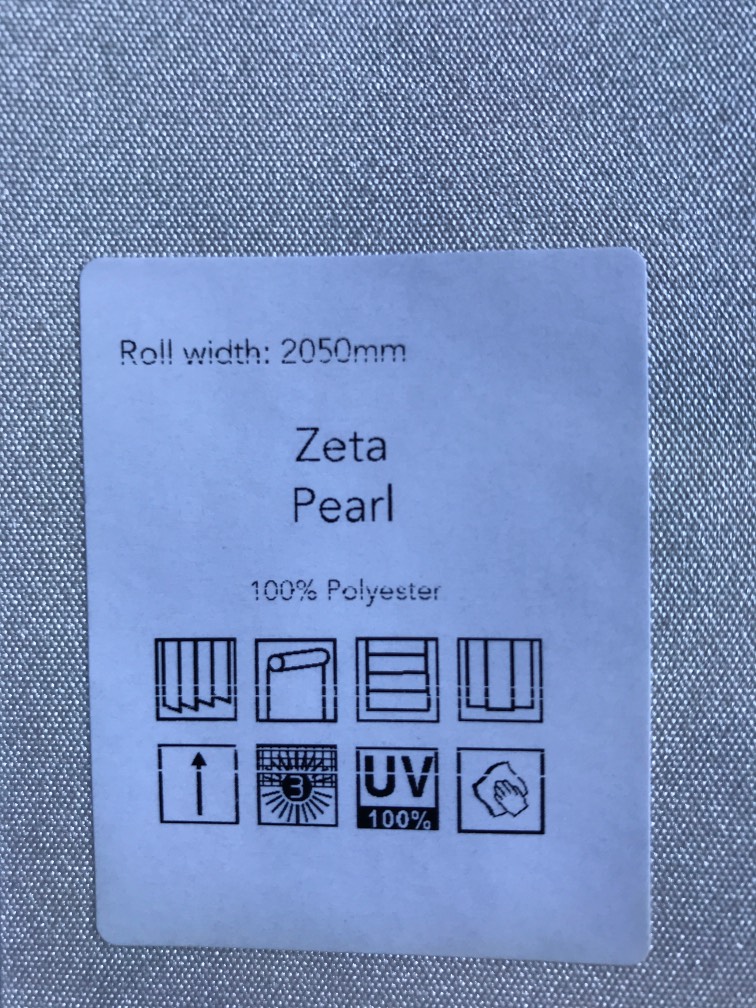 Roll width: 2050mm
Zeta
Pearl
100% Polyester
3
UV
100%